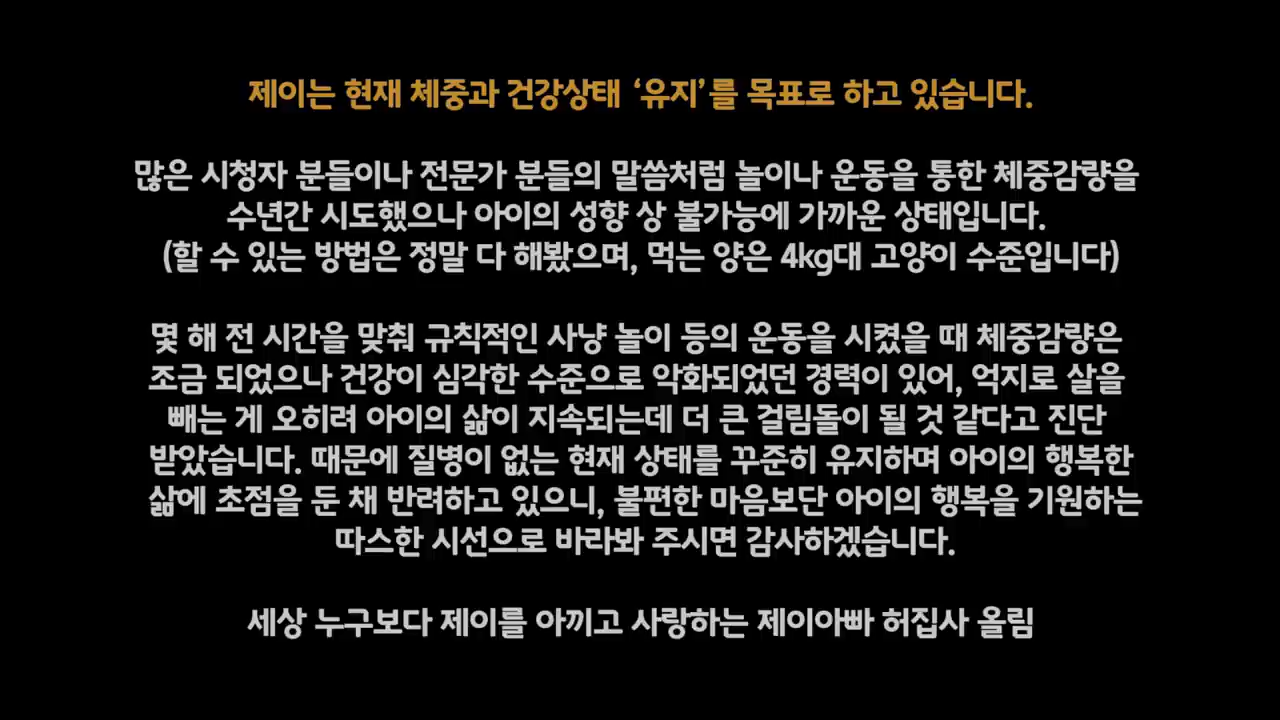 제이는 현재 체중과 건강상태 ‘유지’를 목표로 하고 있습니다.
많은 시청자 분들이나 전문가 분들의 말씀처럼 놀이나 운동을 통한 체중감량을
수년간 시도했으나 아이의 성향 상 불가능에 가까운 상태입니다.
(할 수 있는 방법은 정말 다 해봤으며, 먹는 양은 4kg대 고양이 수준입니다)
몇 해 전 시간을 맞춰 규칙적인 사냥 놀이 등의 운동을 시켰을 때 체중감량은
조금 되었으나 건강이 심각한 수준으로 악화되었던 경력이 있어, 억지로 살을
빼는 게 오히려 아이의 삶이 지속되는데 더 큰 걸림돌이 될 것 같다고 진단
받았습니다. 때문에 질병이 없는 현재 상태를 꾸준히 유지하며 아이의 행복한
삶에 초점을 둔 채 반려하고 있으니, 불편한 마음보단 아이의 행복을 기원하는
따스한 시선으로 바라봐 주시면 감사하겠습니다.
세상 누구보다 제이를 아끼고 사랑하는 제이아빠 허집사 올림